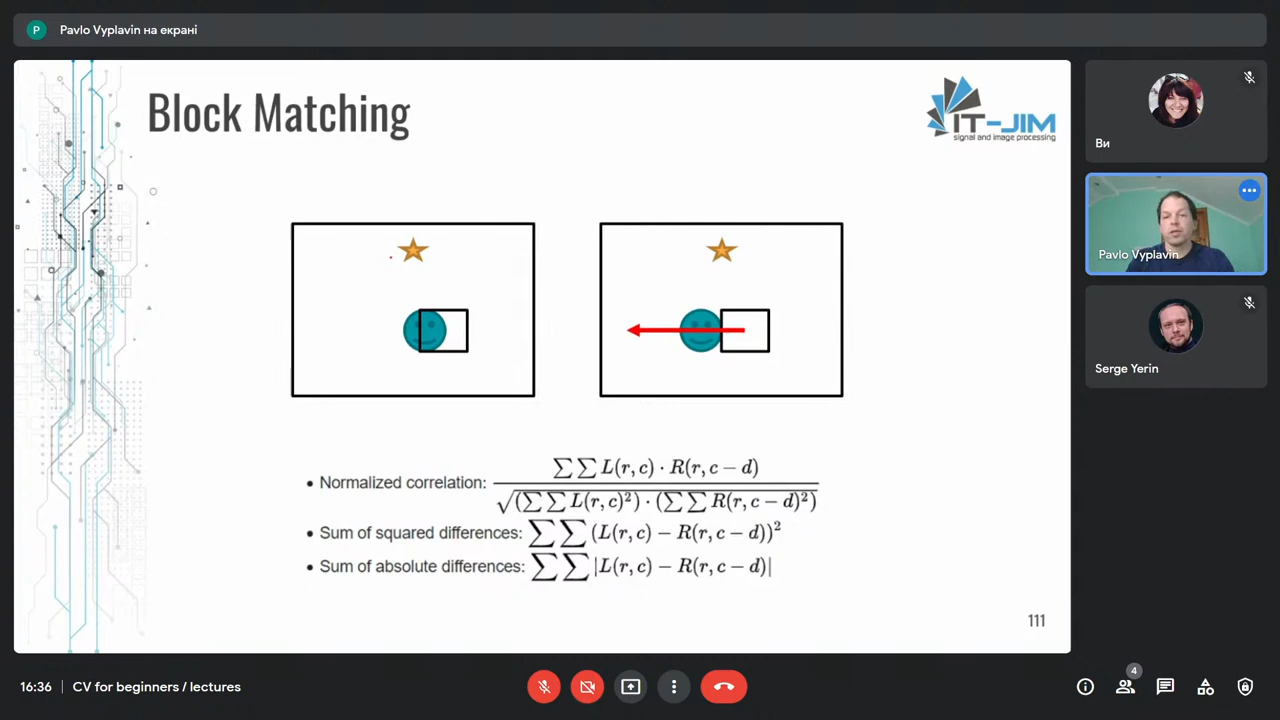 P Pavlo Vyplavin на екрані
Block Matching
IT-JIM
signal and image processing
• Normalized correlation: ∑∑ L(r, c) · R(r, c − d) / √(∑∑ L(r, c)²) · (∑∑ R(r, c − d)²)
• Sum of squared differences: ∑∑ (L(r, c) − R(r, c − d))²
• Sum of absolute differences: ∑∑ |L(r, c) − R(r, c − d)|
111
Ви
Pavlo Vyplavin
Serge Yerin
16:36 | CV for beginners / lectures
4